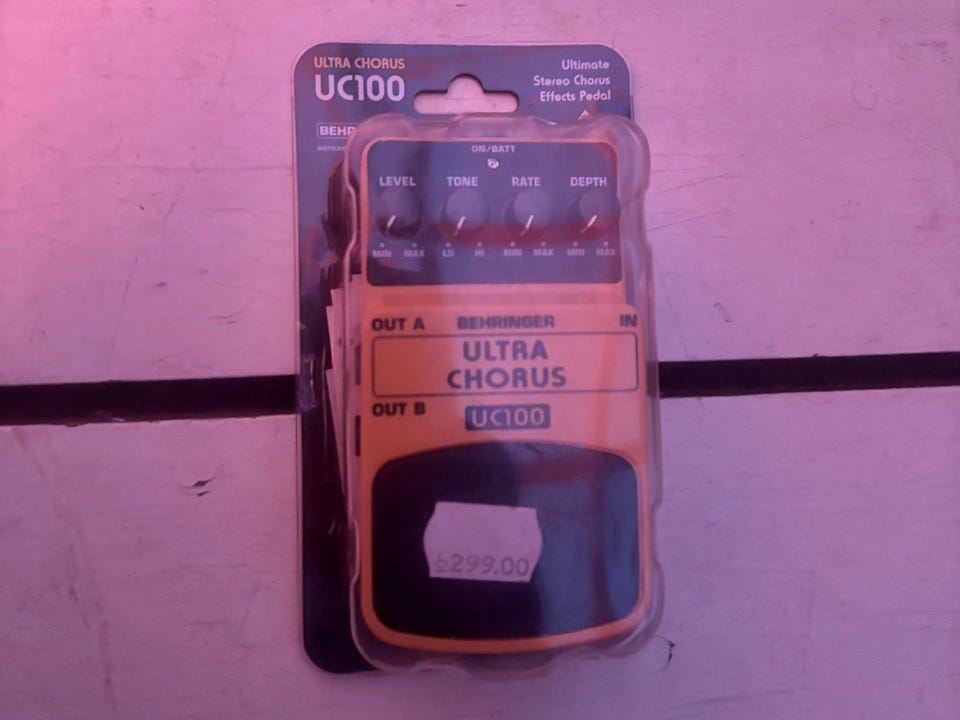 ULTRA CHORUS
UC100
Ultimate
Stereo Chorus
Effects Pedal
BEHR
ON/BATT
LEVEL TONE RATE DEPTH
MIN MAX LO HI MIN MAX MIN MAX
OUT A BEHRINGER IN
ULTRA
CHORUS
OUT B UC100
299.00